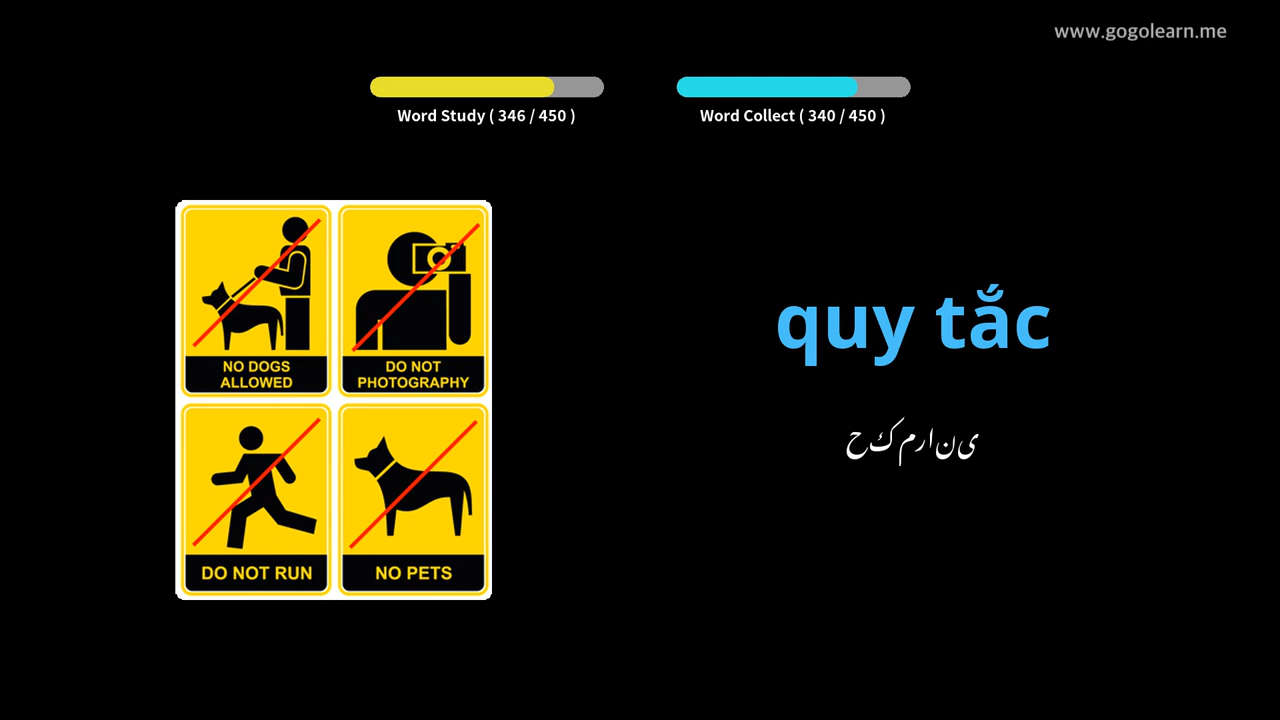 www.gogolearn.me
Word Study ( 346 / 450 )
Word Collect ( 340 / 450 )
NO DOGS
ALLOWED
DO NOT
PHOTOGRAPHY
DO NOT RUN
NO PETS
quy tắc
حکمرانی